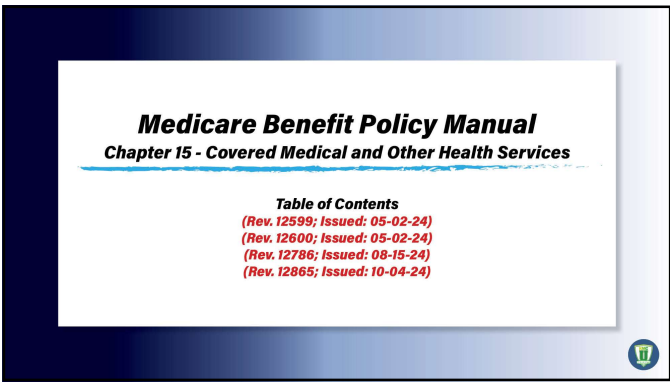 Medicare Benefit Policy Manual
Chapter 15 - Covered Medical and Other Health Services
Table of Contents
(Rev. 12599; Issued: 05-02-24)
(Rev. 12600; Issued: 05-02-24)
(Rev. 12786; Issued: 08-15-24)
(Rev. 12865; Issued: 10-04-24)